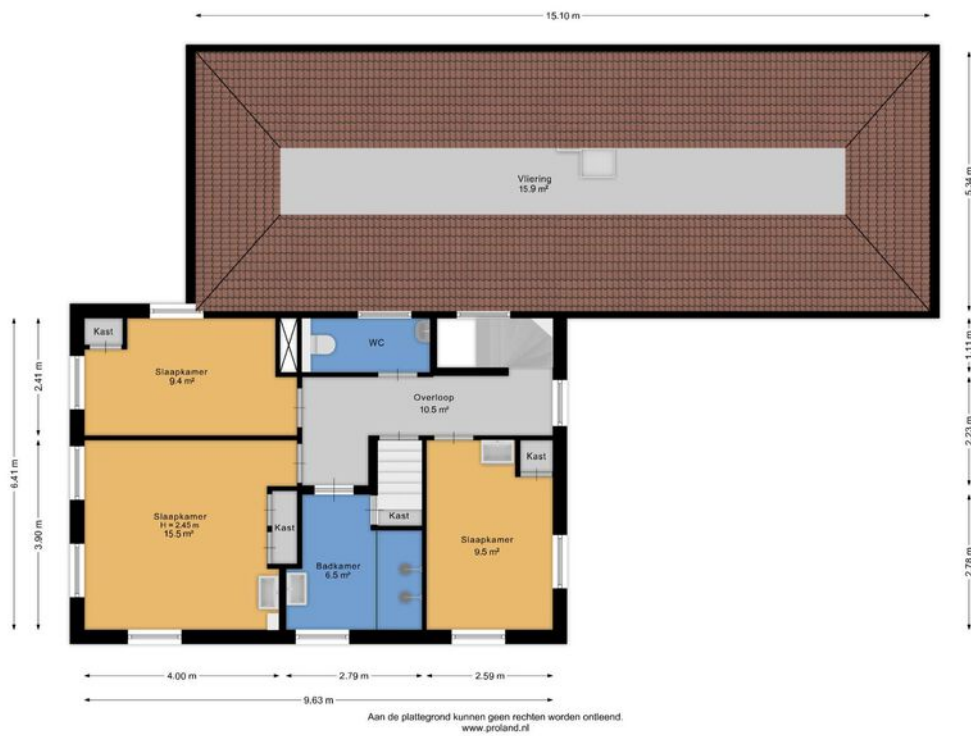 15.10 m
Vliering
15.9 m²
5.34 m
Kast
WC
Slaapkamer
9.4 m²
Overloop
10.5 m²
2.41 m
1.11 m
2.23 m
6.41 m
Kast
Slaapkamer
H = 2.45 m
15.5 m²
Kast
Kast
Slaapkamer
9.5 m²
Badkamer
6.5 m²
3.90 m
2.78 m
4.00 m
2.79 m
2.59 m
9.63 m
Aan de plattegrond kunnen geen rechten worden ontleend.
www.proland.nl